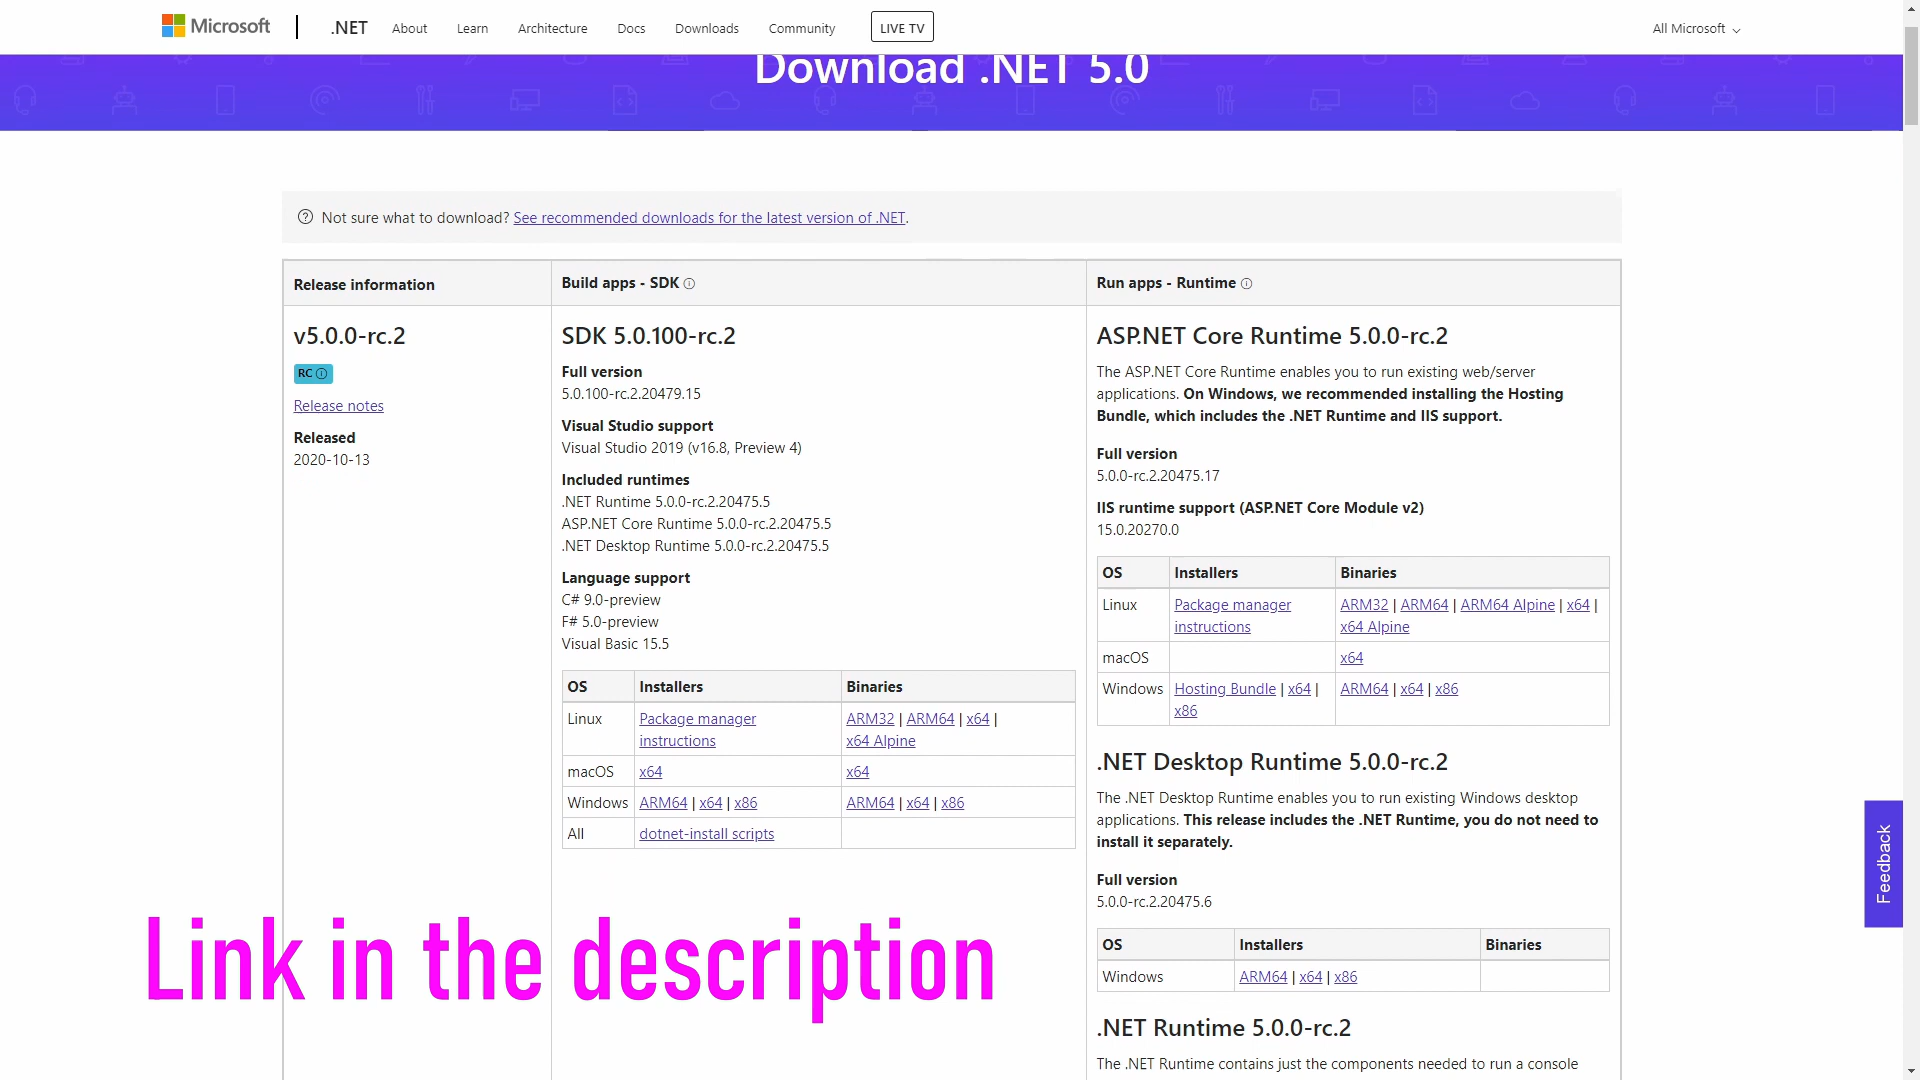 Microsoft
.NET
About
Learn
Architecture
Docs
Downloads
Community
LIVE TV
All Microsoft
Download .NET 5.0
Not sure what to download? See recommended downloads for the latest version of .NET.
Release information
Build apps - SDK
Run apps - Runtime
v5.0.0-rc.2
RC
Release notes
Released
2020-10-13
SDK 5.0.100-rc.2
Full version
5.0.100-rc.2.20479.15
Visual Studio support
Visual Studio 2019 (v16.8, Preview 4)
Included runtimes
.NET Runtime 5.0.0-rc.2.20475.5
ASP.NET Core Runtime 5.0.0-rc.2.20475.5
.NET Desktop Runtime 5.0.0-rc.2.20475.5
Language support
C# 9.0-preview
F# 5.0-preview
Visual Basic 15.5
OS Installers Binaries
Linux Package manager ARM32 | ARM64 | x64 |
instructions x64 Alpine
macOS x64 x64
Windows ARM64 | x64 | x86 ARM64 | x64 | x86
All dotnet-install scripts
ASP.NET Core Runtime 5.0.0-rc.2
The ASP.NET Core Runtime enables you to run existing web/server
applications. On Windows, we recommended installing the Hosting
Bundle, which includes the .NET Runtime and IIS support.
Full version
5.0.0-rc.2.20475.17
IIS runtime support (ASP.NET Core Module v2)
15.0.20270.0
OS Installers Binaries
Linux Package manager ARM32 | ARM64 | ARM64 Alpine | x64 |
instructions x64 Alpine
macOS x64
Windows Hosting Bundle | x64 | ARM64 | x64 | x86
x86
.NET Desktop Runtime 5.0.0-rc.2
The .NET Desktop Runtime enables you to run existing Windows desktop
applications. This release includes the .NET Runtime, you do not need to
install it separately.
Full version
5.0.0-rc.2.20475.6
OS Installers Binaries
Windows ARM64 | x64 | x86
.NET Runtime 5.0.0-rc.2
The .NET Runtime contains just the components needed to run a console
Feedback
Link in the description